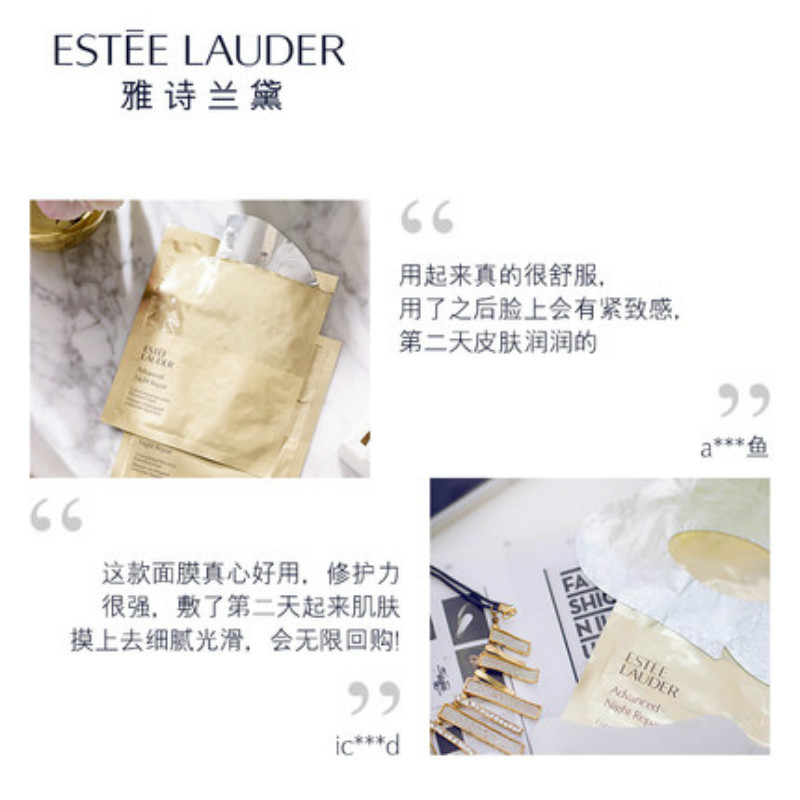 ESTĒE LAUDER
雅诗兰黛
“
用起来真的很舒服，
用了之后脸上会有紧致感，
第二天皮肤润润的
”
a***鱼
ESTĒE
LAUDER
Advanced
Night Repair
Night Repair
“
这款面膜真心好用，修护力
很强，敷了第二天起来肌肤
摸上去细腻光滑，会无限回购！
”
ic***d
FA
SHIO
N IL
ESTĒE
LAUDER
Advanced
Night Repair